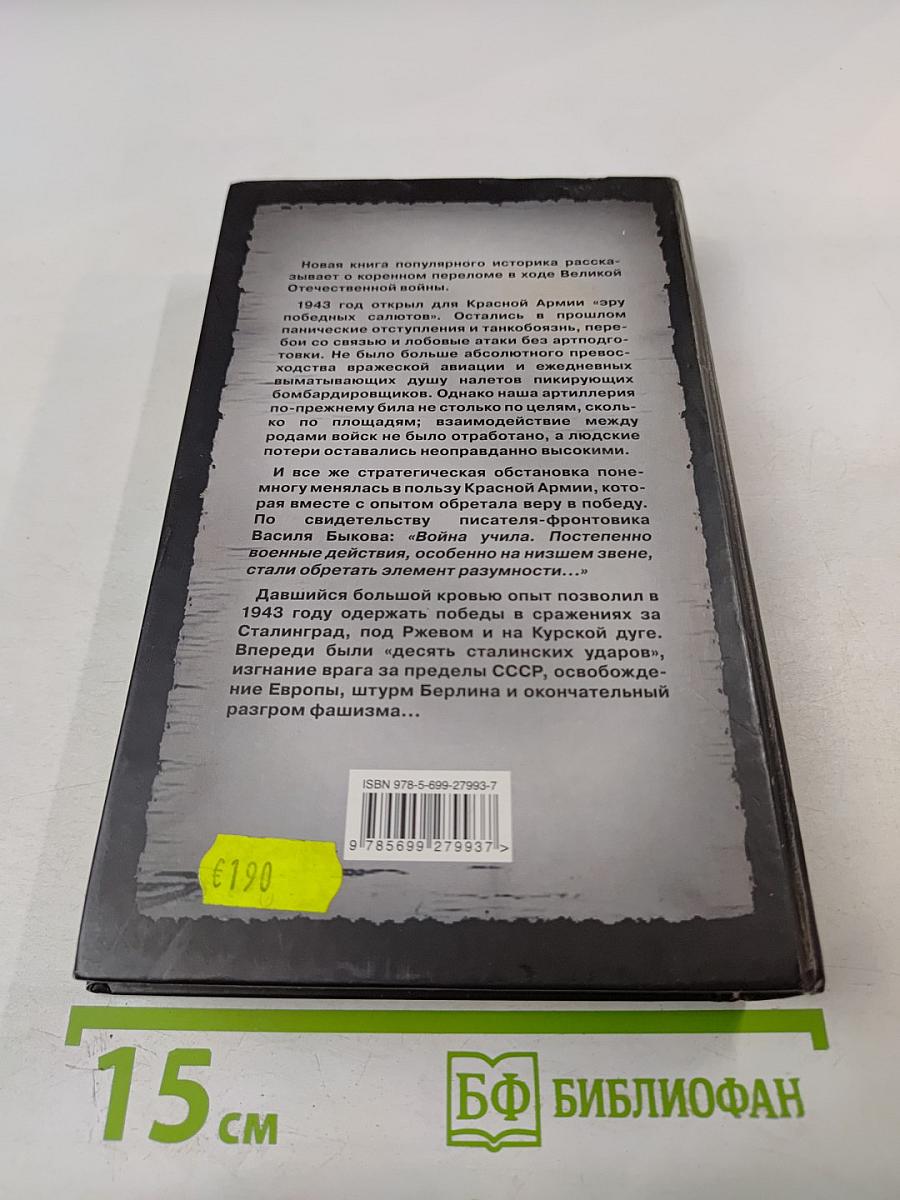 Новая книга популярного историка расска-
зывает о коренном переломе в ходе Великой
Отечественной войны.
1943 год открыл для Красной Армии «эру
победных салютов». Остались в прошлом
панические отступления и танкобоязнь, пере-
бои со связью и лобовые атаки без артподго-
товки. Не было больше абсолютного превос-
ходства вражеской авиации и ежедневных
выматывающих душу налетов пикирующих
бомбардировщиков. Однако наша артиллерия
по-прежнему била не столько по целям, сколь-
ко по площадям; взаимодействие между
родами войск не было отработано, а людские
потери оставались неоправданно высокими.
И все же стратегическая обстановка поне-
многу менялась в пользу Красной Армии, кото-
рая вместе с опытом обретала веру в победу.
По свидетельству писателя-фронтовика
Василя Быкова: «Война учила. Постепенно
военные действия, особенно на низшем звене,
стали обретать элемент разумности...»
Давшийся большой кровью опыт позволил в
1943 году одержать победы в сражениях за
Сталинград, под Ржевом и на Курской дуге.
Впереди были «десять сталинских ударов»,
изгнание врага за пределы СССР, освобожде-
ние Европы, штурм Берлина и окончательный
разгром фашизма...
ISBN 978-5-699-27993-7
9 785699 279937 >
€190
15 см
БФ БИБЛИОФАН